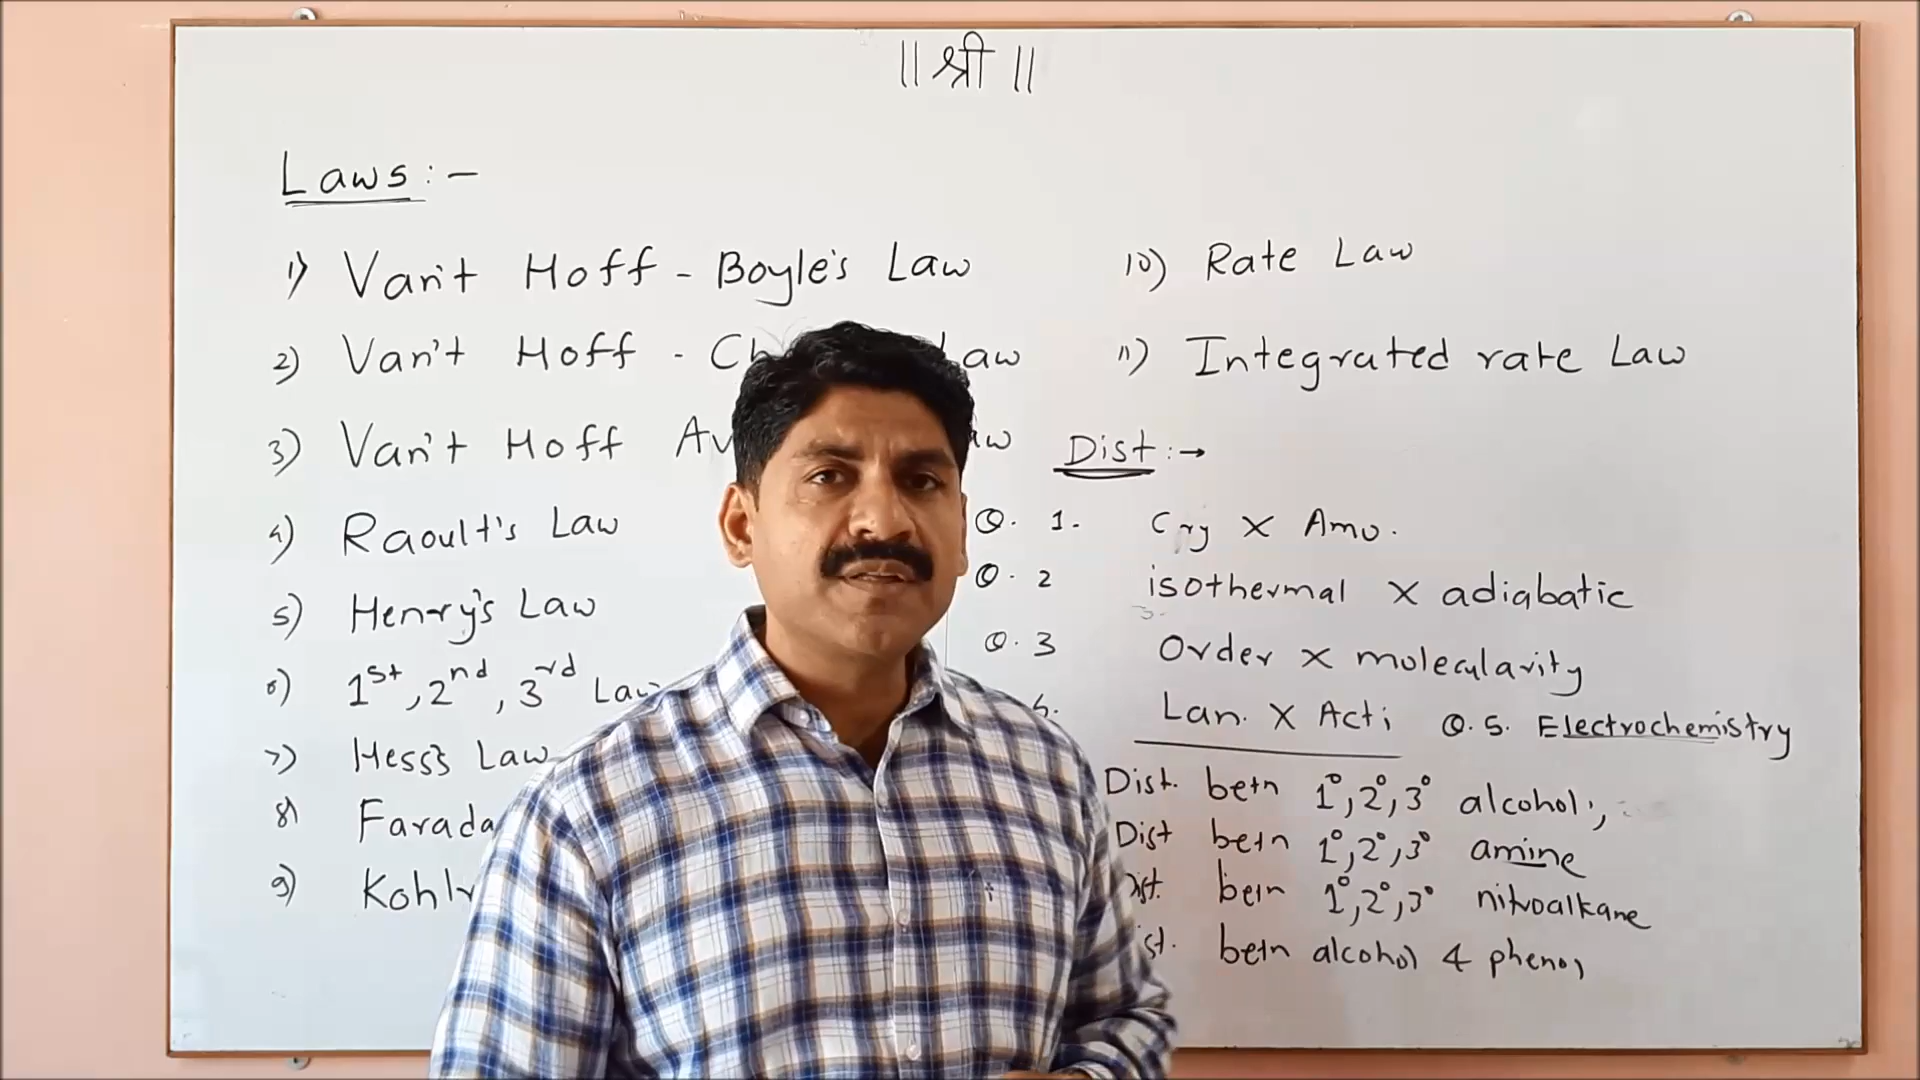 || श्री ||
Laws :-
1) Van't Hoff - Boyle's Law
2) Van't Hoff - Law
3) Van't Hoff
4) Raoult's Law
5) Henry's Law
6) 1st, 2nd, 3rd Law
7) Hess's Law
8)
9)
10) Rate Law
11) Integrated rate Law
Dist :→
Q. 1. Cry X Amo.
Q. 2 isothermal X adiabatic
Q. 3 Order X molecularity
Lan. X Acti Q. 5. Electrochemistry
Dist. betn 1°, 2°, 3° alcohol,
Dist betn 1°, 2°, 3° amine
Dist. betn 1°, 2°, 3° nitroalkane
betn alcohol & phenol